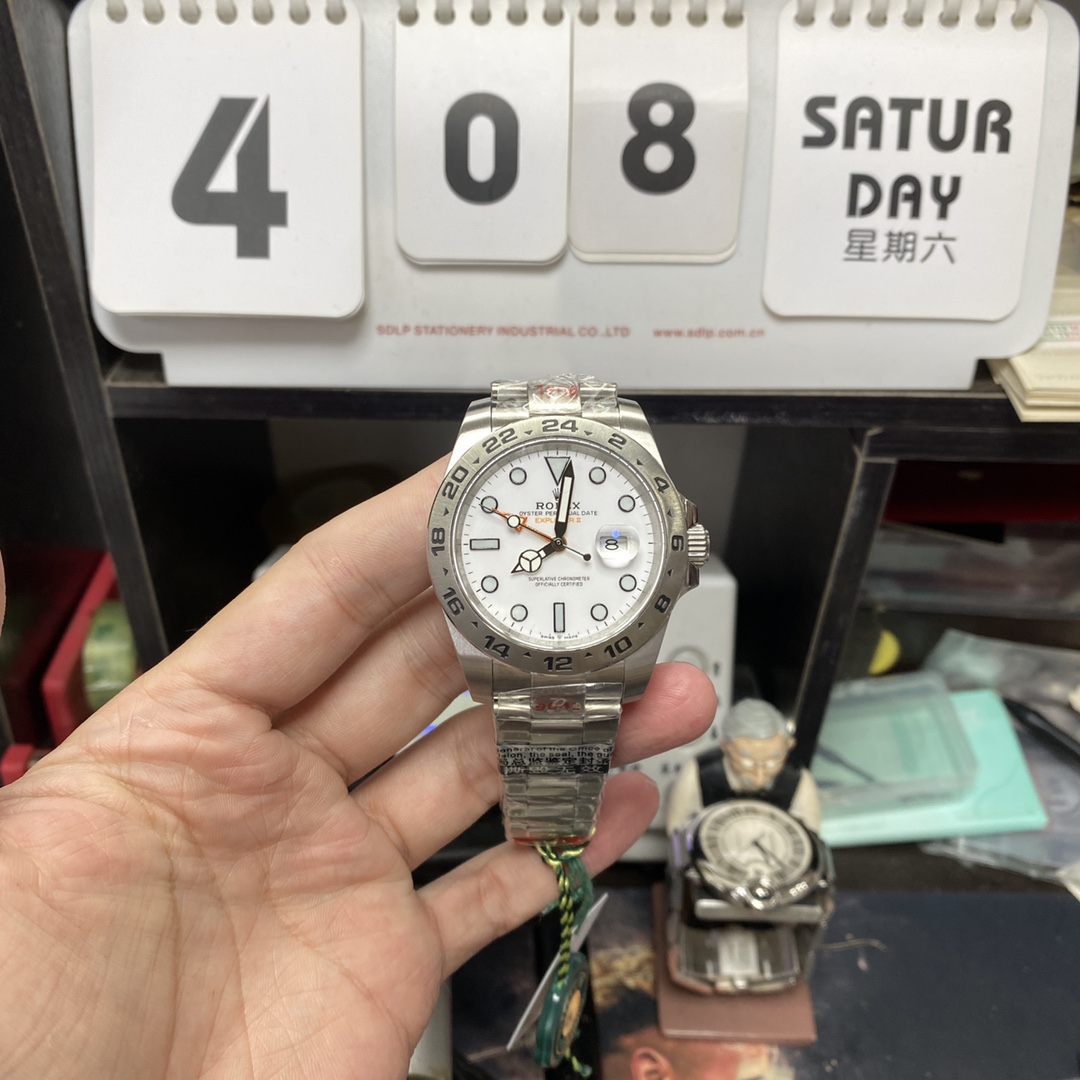 4
0
8
SATUR
DAY
星期六
SDLP STATIONERY INDUSTRIAL CO.,LTD www.sdlp.com.cn
24
2
4
6
8
10
12
14
16
18
20
22
ROLEX
OYSTER PERPETUAL DATE
EXPLORER II
8
SUPERLATIVE CHRONOMETER
OFFICIALLY CERTIFIED
SWISS MADE